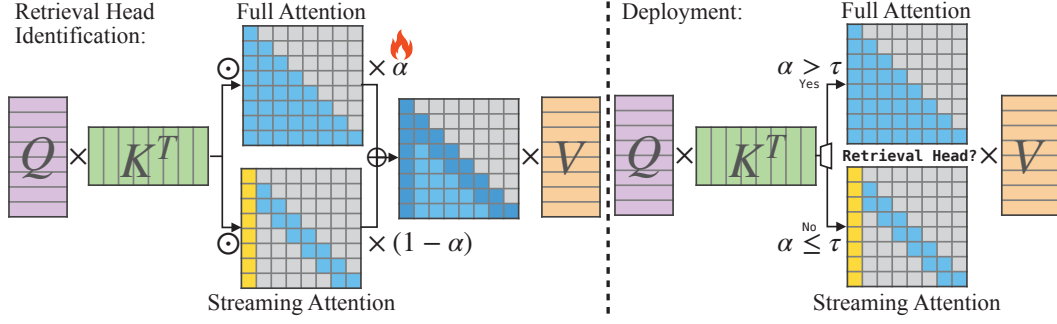 Retrieval Head
Identification:
Full Attention
⊙
× α
Q
×
K^T
⊕
×
V
⊙
× (1 − α)
Streaming Attention
Deployment:
Full Attention
α > τ
Yes
Q
×
K^T
Retrieval Head?
×
V
No
α ≤ τ
Streaming Attention